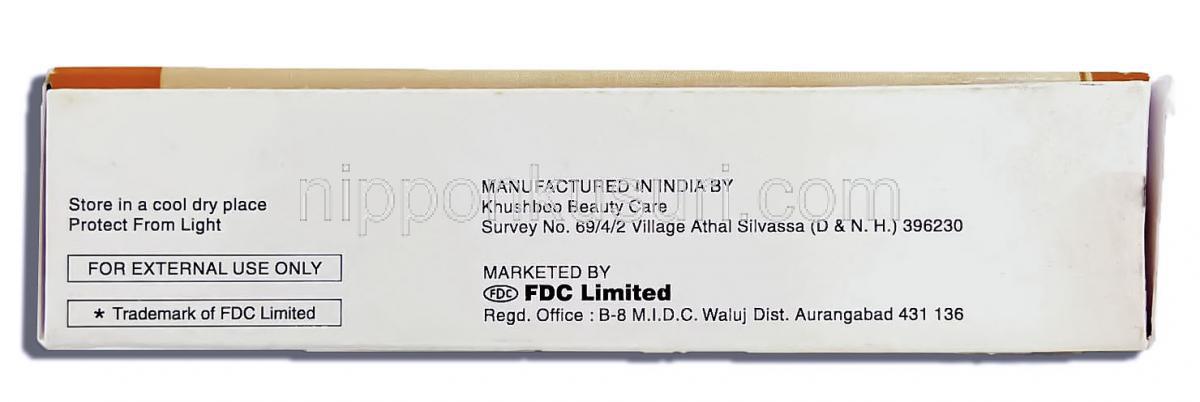 Store in a cool dry place
Protect From Light
FOR EXTERNAL USE ONLY
* Trademark of FDC Limited
MANUFACTURED IN INDIA BY
Khushboo Beauty Care
Survey No. 69/4/2 Village Athal Silvassa (D & N. H.) 396230
MARKETED BY
FDC FDC Limited
Regd. Office : B-8 M.I.D.C. Waluj Dist. Aurangabad 431 136
nipponkusuri.com